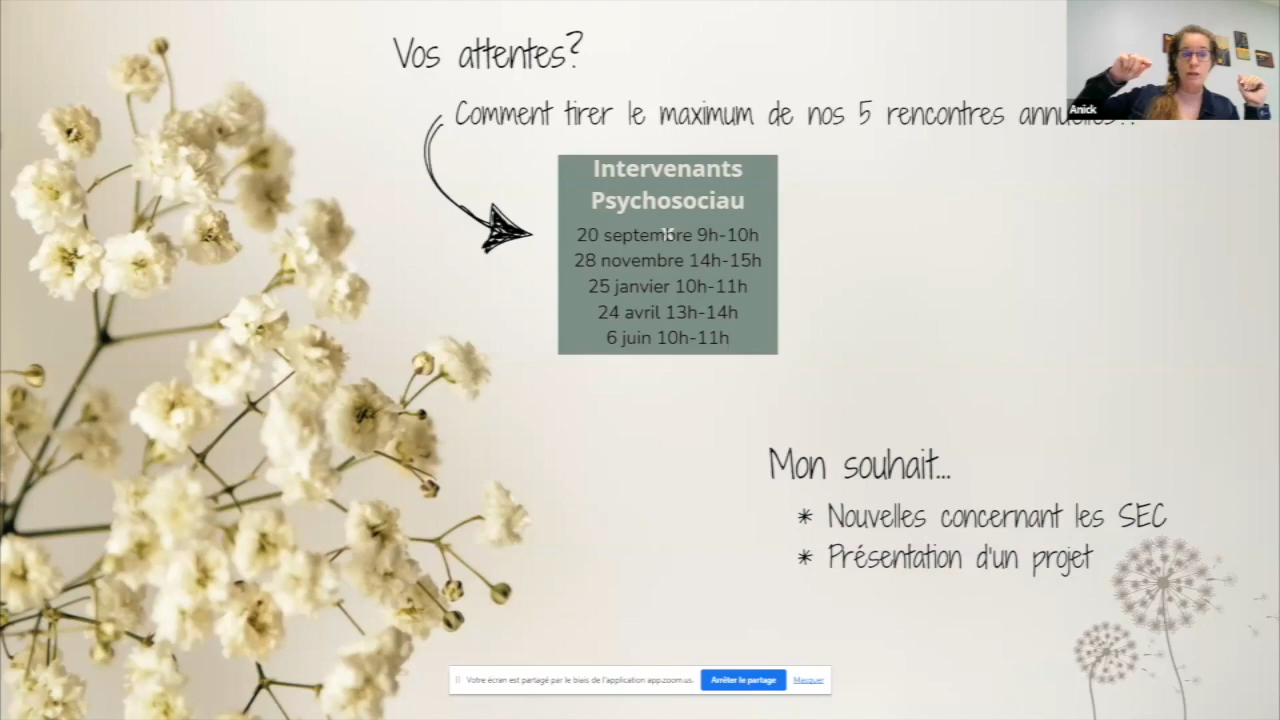 Vos attentes?
Anick
Comment tirer le maximum de nos 5 rencontres annuelles??
Intervenants
Psychosociau
x
20 septembre 9h-10h
28 novembre 14h-15h
25 janvier 10h-11h
24 avril 13h-14h
6 juin 10h-11h
Mon souhait...
* Nouvelles concernant les SEC
* Présentation d'un projet
Votre écran est partagé par le biais de l'application app.zoom.us.
Arrêter le partage
Masquer